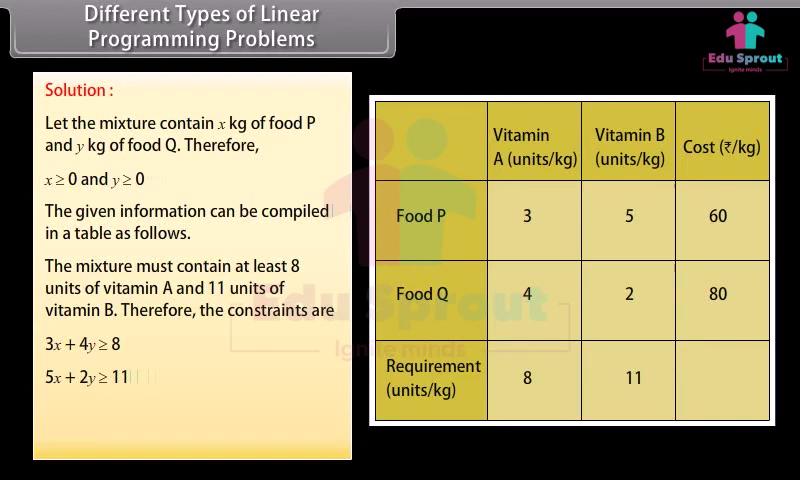 Different Types of Linear
Programming Problems
Edu Sprout
Ignite minds
Solution :
Let the mixture contain x kg of food P
and y kg of food Q. Therefore,
x ≥ 0 and y ≥ 0
The given information can be compiled
in a table as follows.
The mixture must contain at least 8
units of vitamin A and 11 units of
vitamin B. Therefore, the constraints are
3x + 4y ≥ 8
5x + 2y ≥ 11
Vitamin A (units/kg) Vitamin B (units/kg) Cost (₹/kg)
Food P 3 5 60
Food Q 4 2 80
Requirement (units/kg) 8 11
Edu Sprout
Ignite minds